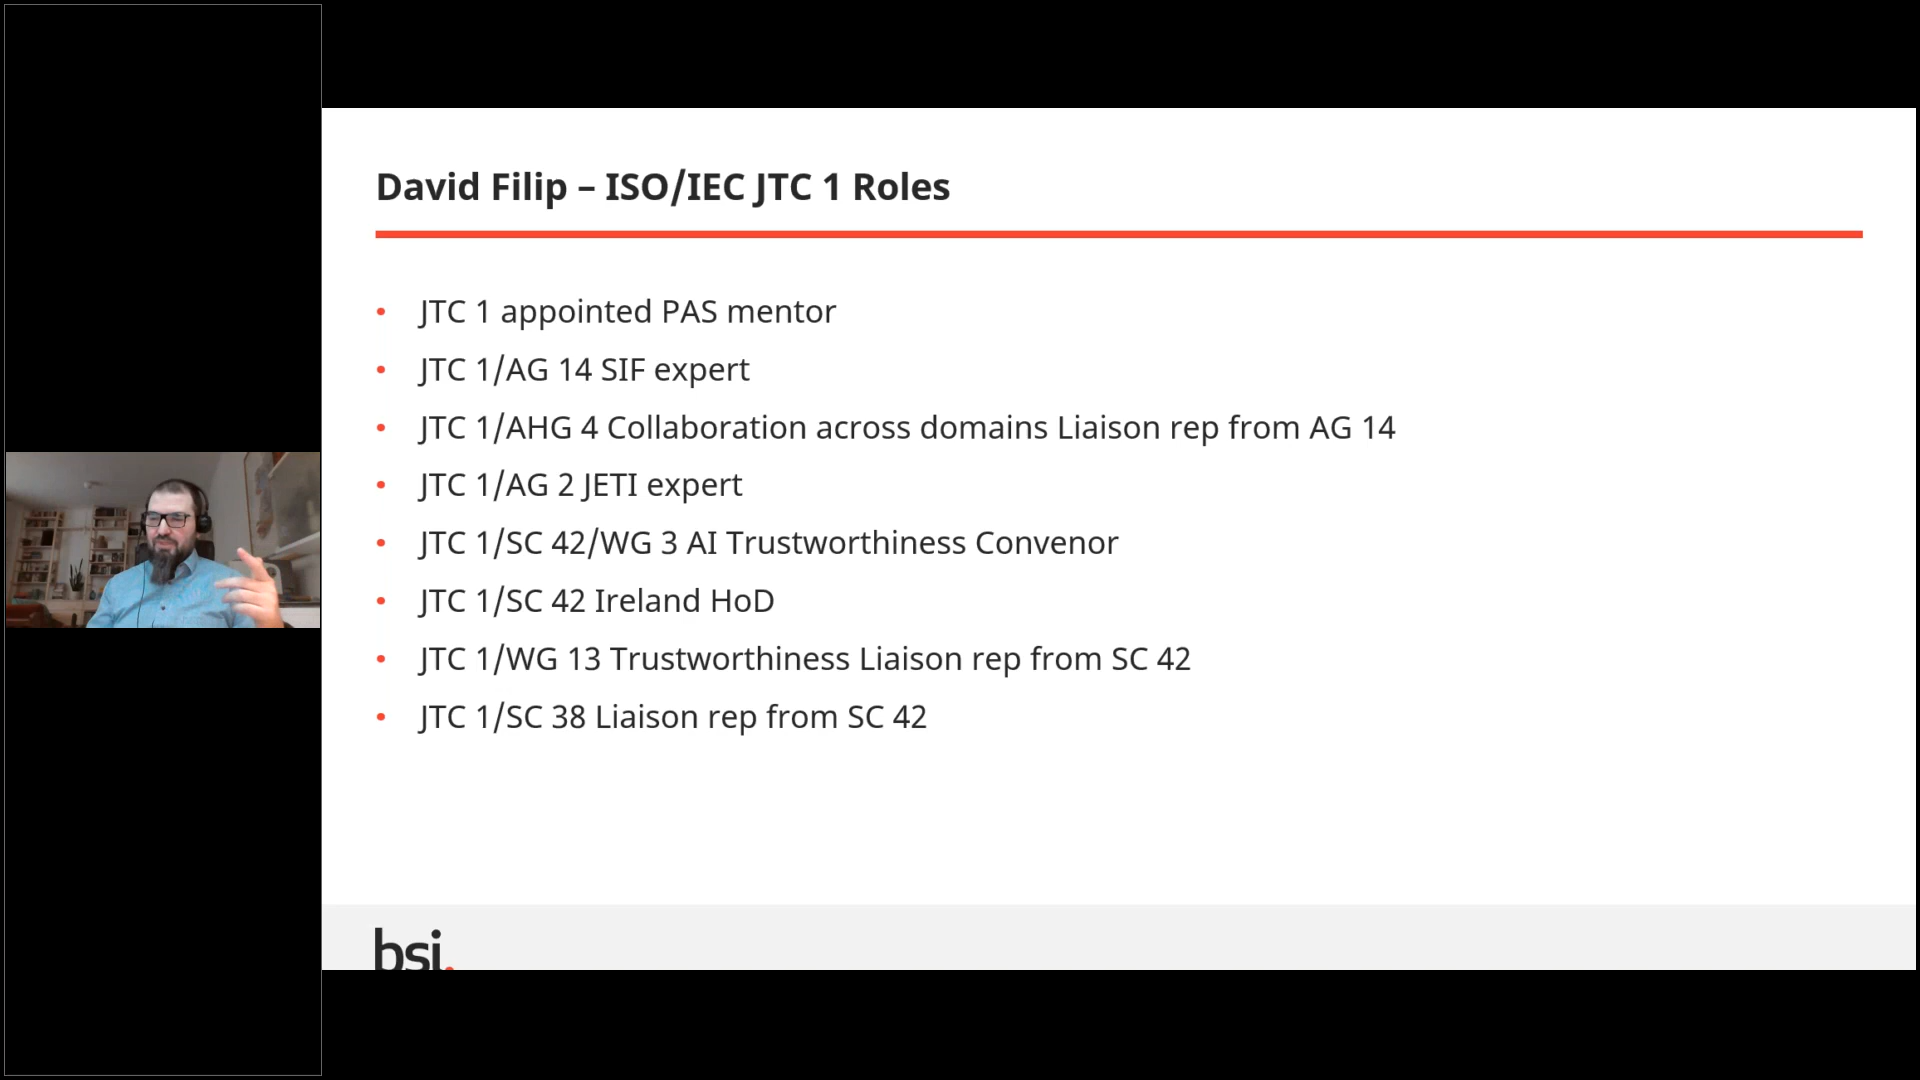 David Filip – ISO/IEC JTC 1 Roles
• JTC 1 appointed PAS mentor
• JTC 1/AG 14 SIF expert
• JTC 1/AHG 4 Collaboration across domains Liaison rep from AG 14
• JTC 1/AG 2 JETI expert
• JTC 1/SC 42/WG 3 AI Trustworthiness Convenor
• JTC 1/SC 42 Ireland HoD
• JTC 1/WG 13 Trustworthiness Liaison rep from SC 42
• JTC 1/SC 38 Liaison rep from SC 42
bsi.